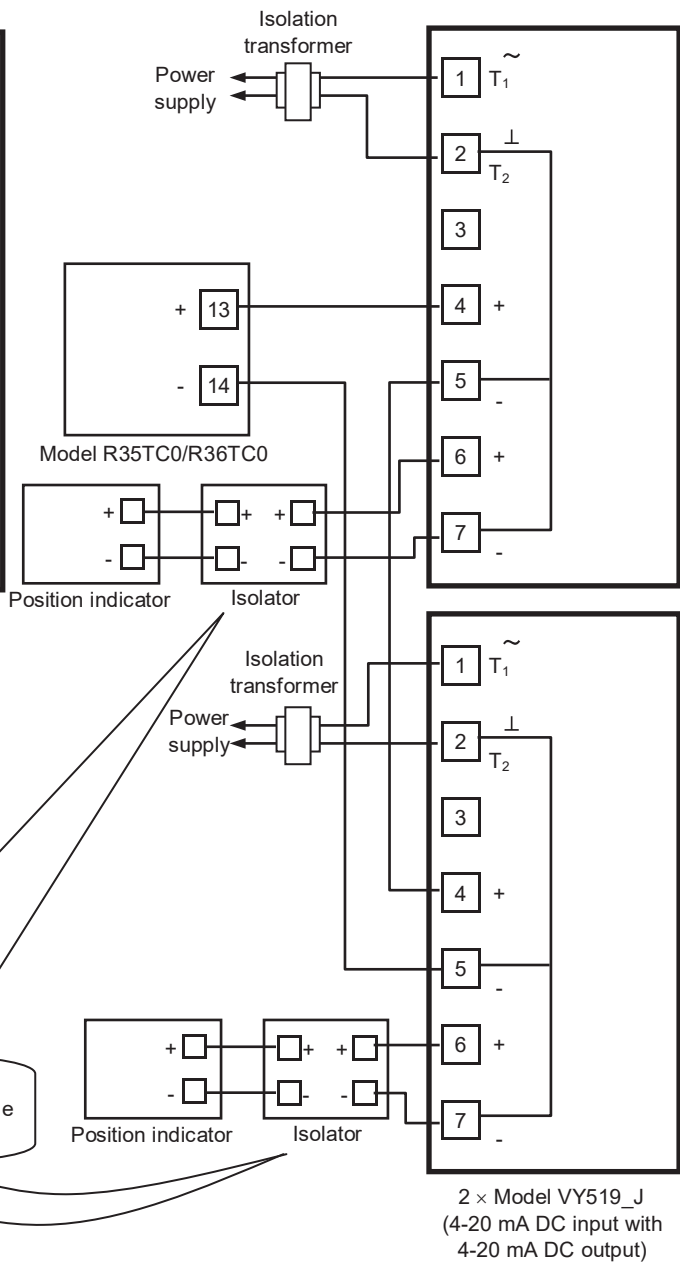 Isolation
transformer
Power
supply
1 T1 ~
2 T2 ⊥
3
+ 13
4 +
- 14
5 -
Model R35TC0/R36TC0
6 +
+ + +
7 -
- - -
Position indicator
Isolator
Isolation
transformer
Power
supply
1 T1 ~
2 T2 ⊥
3
4 +
5 -
+ + +
6 +
- - -
7 -
e
Position indicator
Isolator
2 × Model VY519_J
(4-20 mA DC input with
4-20 mA DC output)